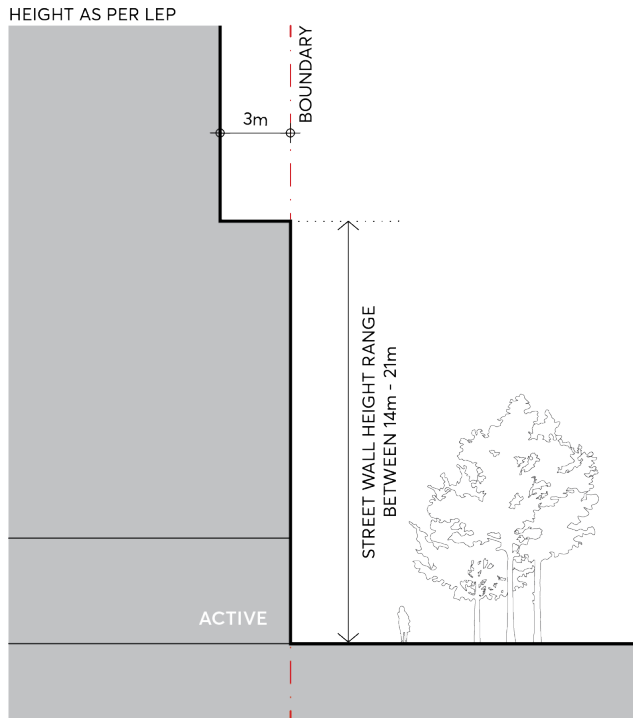 HEIGHT AS PER LEP
BOUNDARY
3m
STREET WALL HEIGHT RANGE
BETWEEN 14m - 21m
ACTIVE